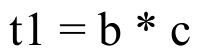 t1 = b * c